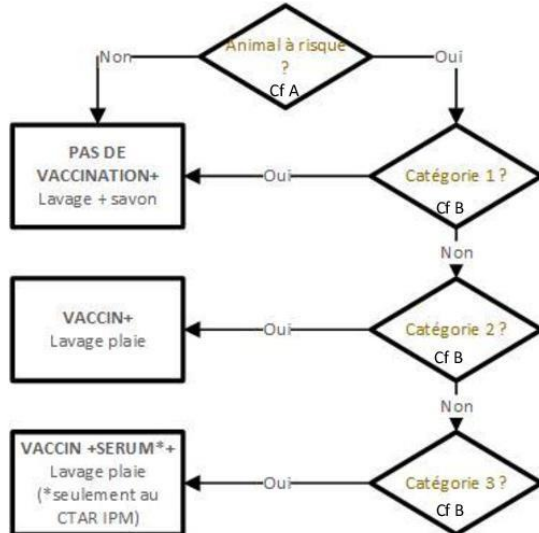 Animal à risque
?
Cf A
Non
Oui
PAS DE
VACCINATION+
Lavage + savon
Oui
Catégorie 1 ?
Cf B
Non
VACCIN+
Lavage plaie
Oui
Catégorie 2 ?
Cf B
Non
VACCIN +SERUM*+
Lavage plaie
(*seulement au
CTAR IPM)
Oui
Catégorie 3 ?
Cf B